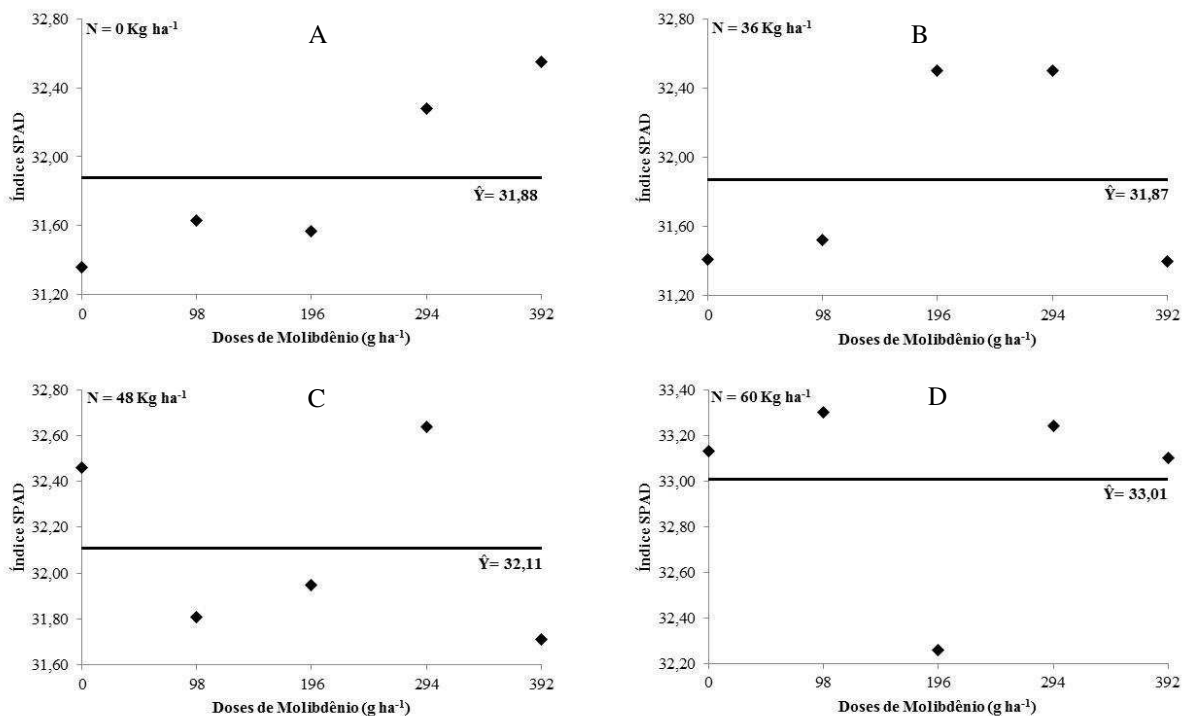 N = 0 Kg ha⁻¹
A
Índice SPAD
32,80
32,40
32,00
31,60
31,20
Ŷ= 31,88
0 98 196 294 392
Doses de Molibdênio (g ha⁻¹)
N = 36 Kg ha⁻¹
B
Índice SPAD
32,80
32,40
32,00
31,60
31,20
Ŷ= 31,87
0 98 196 294 392
Doses de Molibdênio (g ha⁻¹)
N = 48 Kg ha⁻¹
C
Índice SPAD
32,80
32,60
32,40
32,20
32,00
31,80
31,60
Ŷ= 32,11
0 98 196 294 392
Doses de Molibdênio (g ha⁻¹)
N = 60 Kg ha⁻¹
D
Índice SPAD
33,40
33,20
33,00
32,80
32,60
32,40
32,20
Ŷ= 33,01
0 98 196 294 392
Doses de Molibdênio (g ha⁻¹)